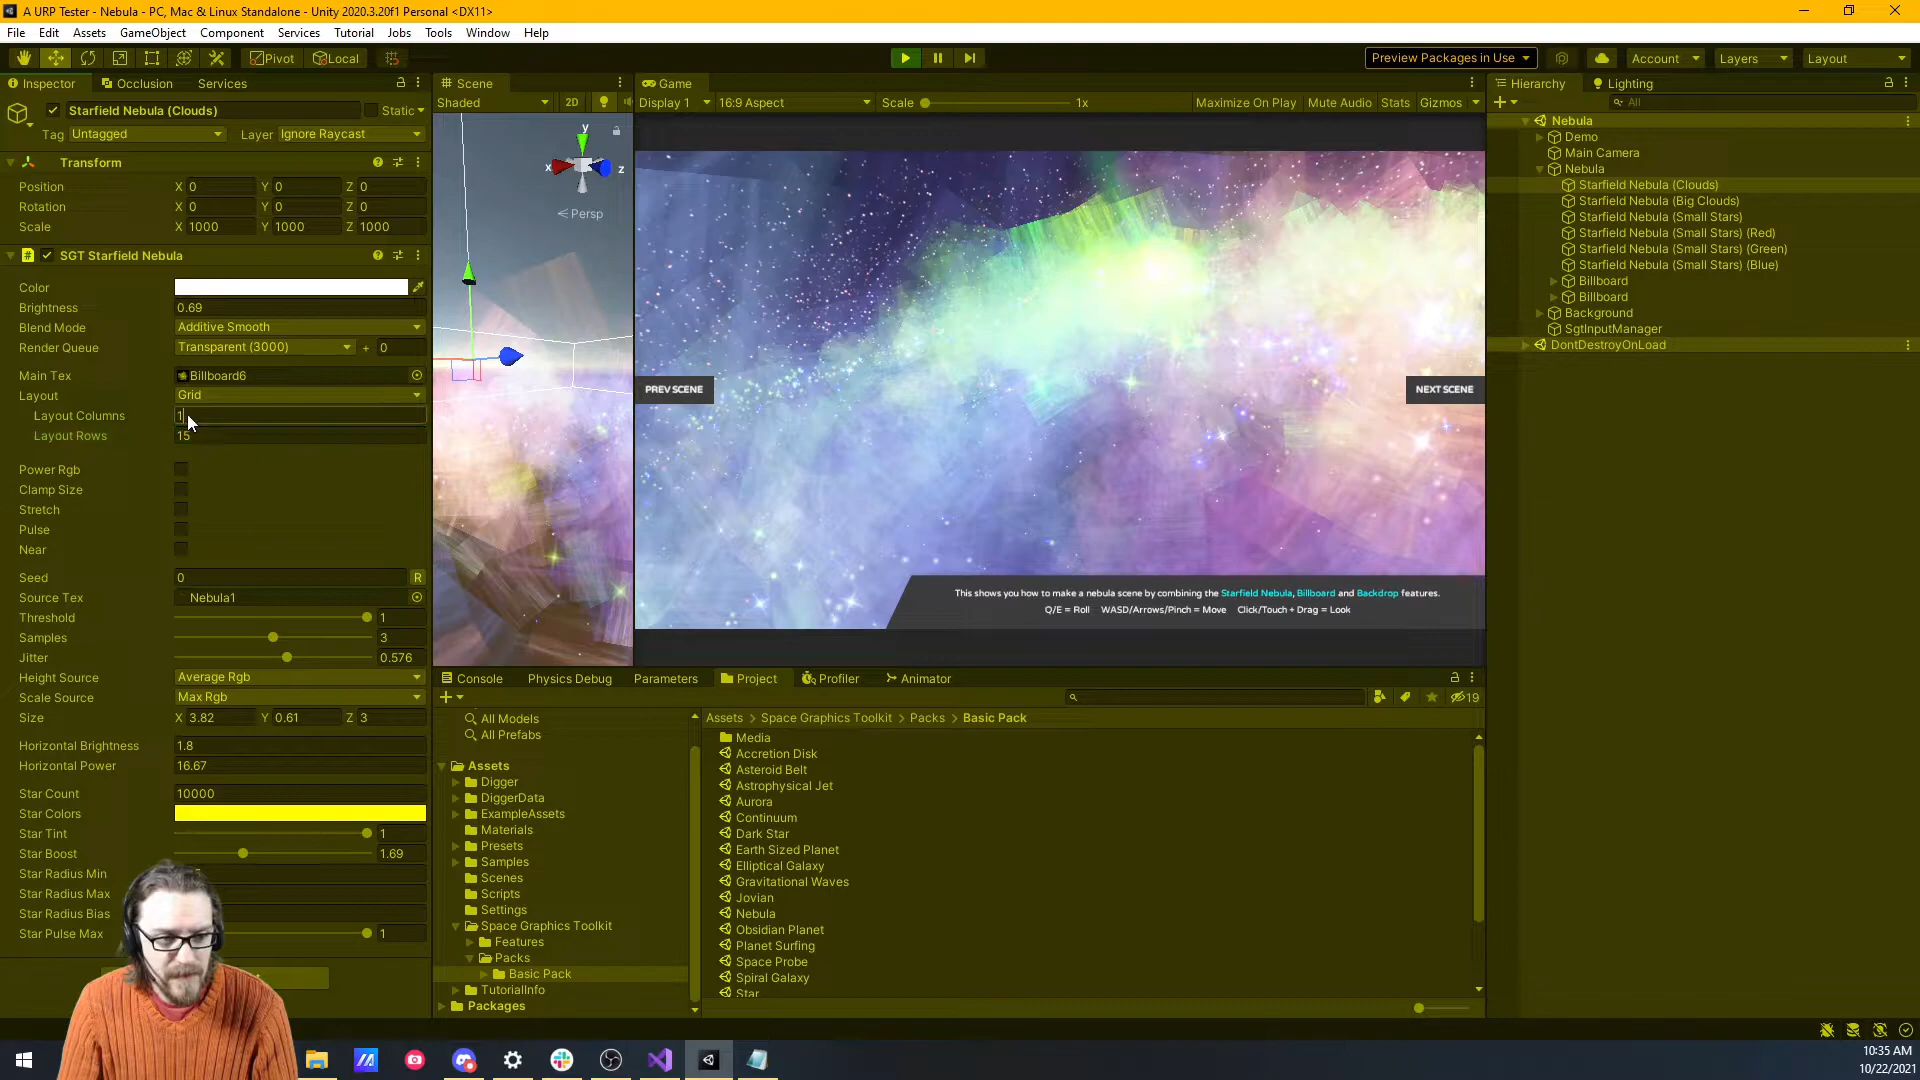 A URP Tester - Nebula - PC, Mac & Linux Standalone - Unity 2020.3.20f1 Personal <DX11>
File Edit Assets GameObject Component Services Tutorial Jobs Tools Window Help
Pivot Local Preview Packages in Use Account Layers Layout
Inspector Occlusion Services
Starfield Nebula (Clouds) Static
Tag Untagged Layer Ignore Raycast
Transform
Position X 0 Y 0 Z 0
Rotation X 0 Y 0 Z 0
Scale X 1000 Y 1000 Z 1000
SGT Starfield Nebula
Color
Brightness 0.69
Blend Mode Additive Smooth
Render Queue Transparent (3000) + 0
Main Tex Billboard6
Layout Grid
Layout Columns 1
Layout Rows 15
Power Rgb
Clamp Size
Stretch
Pulse
Near
Seed 0 R
Source Tex Nebula1
Threshold 1
Samples 3
Jitter 0.576
Height Source Average Rgb
Scale Source Max Rgb
Size X 3.82 Y 0.61 Z 3
Horizontal Brightness 1.8
Horizontal Power 16.67
Star Count 10000
Star Colors
Star Tint 1
Star Boost 1.69
Star Radius Min
Star Radius Max
Star Radius Bias
Star Pulse Max 1
Scene
Shaded 2D
y
x z
Persp
Game
Display 1 16:9 Aspect Scale 1x Maximize On Play Mute Audio Stats Gizmos
PREV SCENE
NEXT SCENE
This shows you how to make a nebula scene by combining the Starfield Nebula, Billboard and Backdrop features.
Q/E = Roll WASD/Arrows/Pinch = Move Click/Touch + Drag = Look
Console Physics Debug Parameters Project Profiler Animator
19
All Models
All Prefabs
Assets
Digger
DiggerData
ExampleAssets
Materials
Presets
Samples
Scenes
Scripts
Settings
Space Graphics Toolkit
Features
Packs
Basic Pack
TutorialInfo
Packages
Assets > Space Graphics Toolkit > Packs > Basic Pack
Media
Accretion Disk
Asteroid Belt
Astrophysical Jet
Aurora
Continuum
Dark Star
Earth Sized Planet
Elliptical Galaxy
Gravitational Waves
Jovian
Nebula
Obsidian Planet
Planet Surfing
Space Probe
Spiral Galaxy
Star
Hierarchy Lighting
All
Nebula
Demo
Main Camera
Nebula
Starfield Nebula (Clouds)
Starfield Nebula (Big Clouds)
Starfield Nebula (Small Stars)
Starfield Nebula (Small Stars) (Red)
Starfield Nebula (Small Stars) (Green)
Starfield Nebula (Small Stars) (Blue)
Billboard
Billboard
Background
SgtInputManager
DontDestroyOnLoad
10:35 AM
10/22/2021